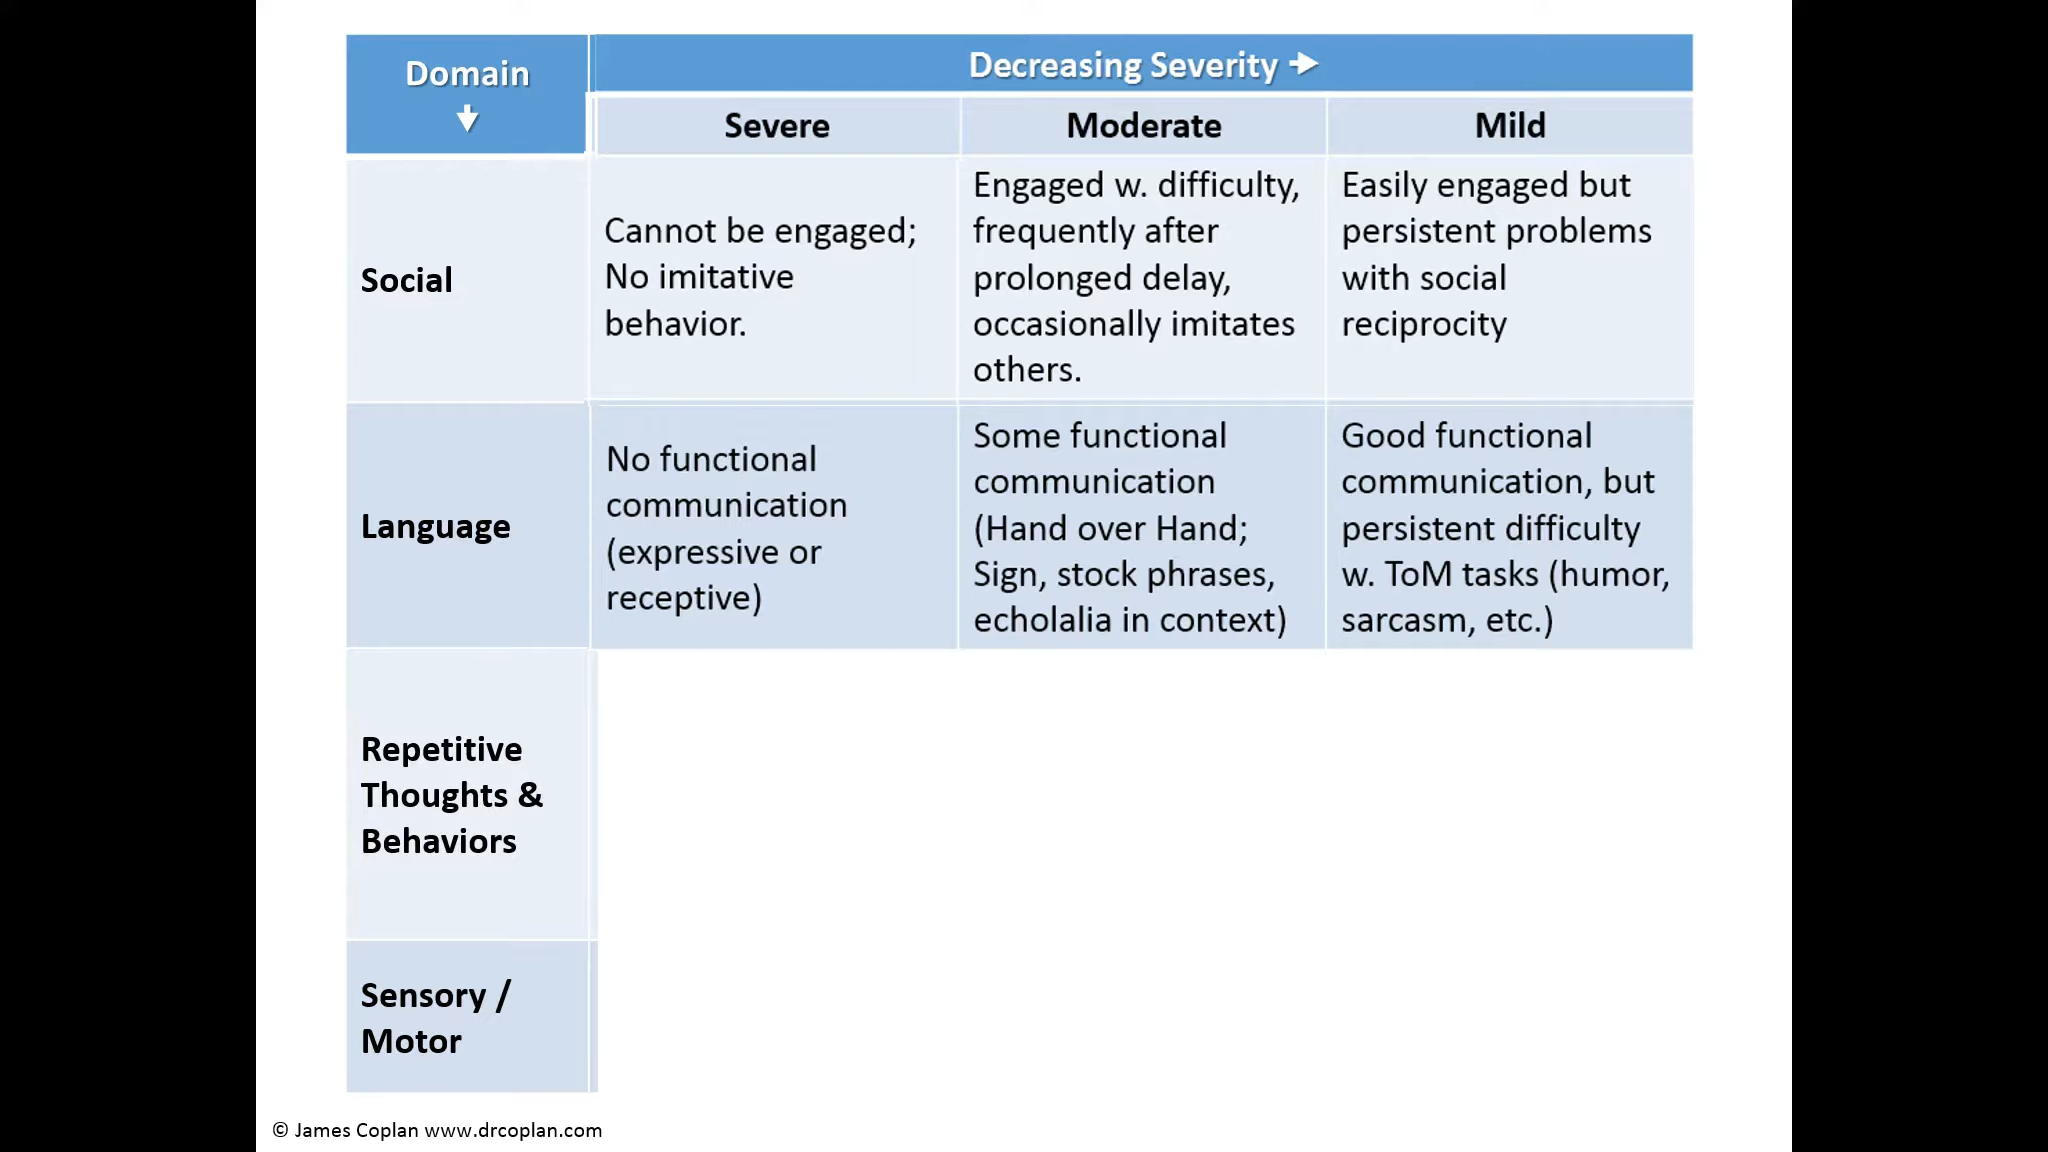 Domain
Decreasing Severity
Severe
Moderate
Mild
Social
Cannot be engaged;
No imitative
behavior.
Engaged w. difficulty,
frequently after
prolonged delay,
occasionally imitates
others.
Easily engaged but
persistent problems
with social
reciprocity
Language
No functional
communication
(expressive or
receptive)
Some functional
communication
(Hand over Hand;
Sign, stock phrases,
echolalia in context)
Good functional
communication, but
persistent difficulty
w. ToM tasks (humor,
sarcasm, etc.)
Repetitive
Thoughts &
Behaviors
Sensory /
Motor
© James Coplan www.drcoplan.com